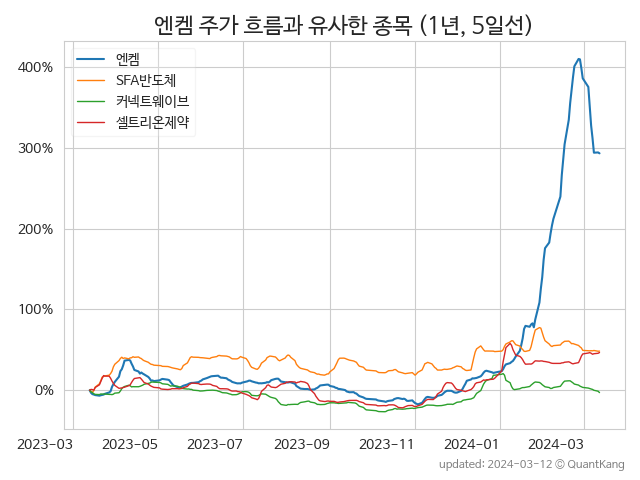 엔켐 주가 흐름과 유사한 종목 (1년, 5일선)
엔켐
SFA반도체
커넥트웨이브
셀트리온제약
400%
300%
200%
100%
0%
2023-03 2023-05 2023-07 2023-09 2023-11 2024-01 2024-03
updated: 2024-03-12 © QuantKang